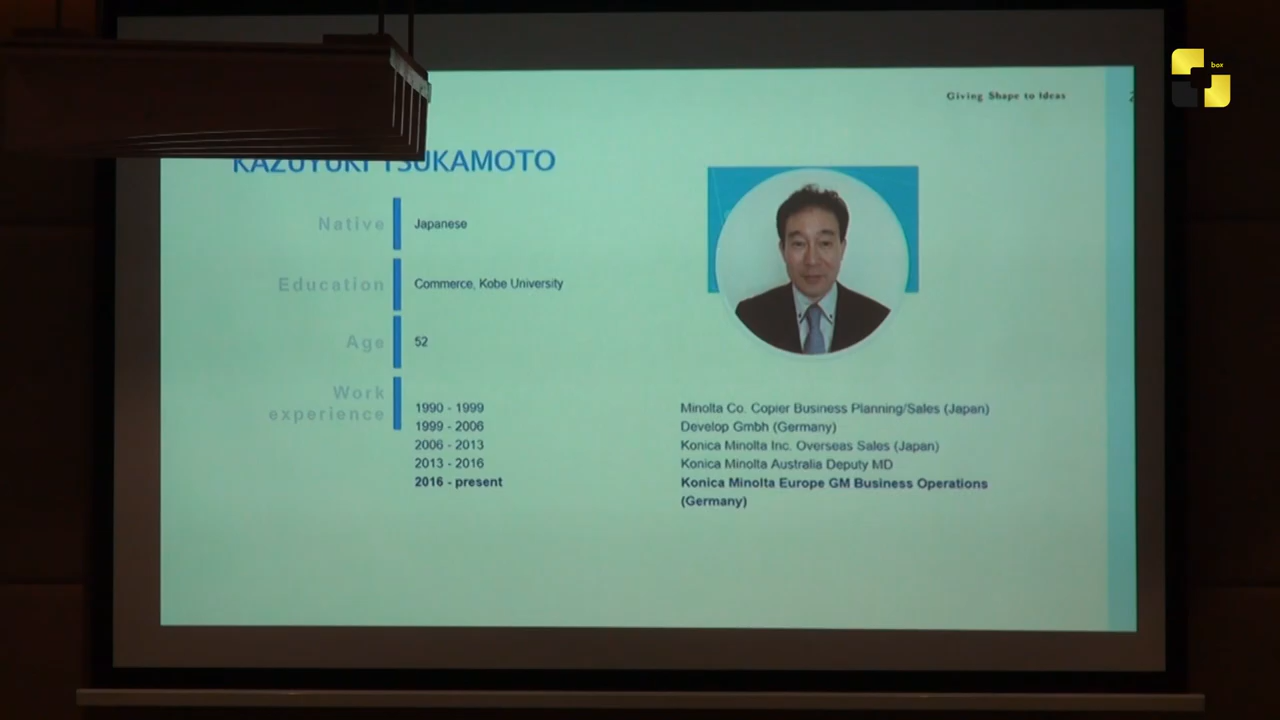 box
Giving Shape to Ideas
KAZUYUKI TSUKAMOTO
Native
Japanese
Education
Commerce, Kobe University
Age
52
Work
experience
1990 - 1999 Minolta Co. Copier Business Planning/Sales (Japan)
1999 - 2006 Develop Gmbh (Germany)
2006 - 2013 Konica Minolta Inc. Overseas Sales (Japan)
2013 - 2016 Konica Minolta Australia Deputy MD
2016 - present Konica Minolta Europe GM Business Operations
(Germany)